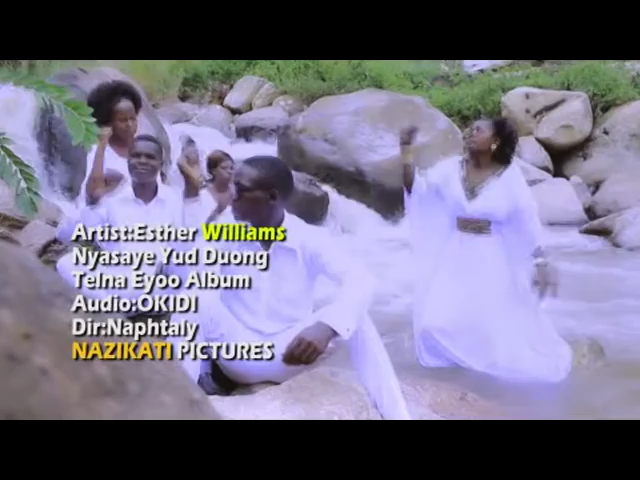 Artist:Esther Williams
Nyasaye Yud Duong
Telna Eyoo Album
Audio:OKIDI
Dir:Naphtaly
NAZIKATI PICTURES